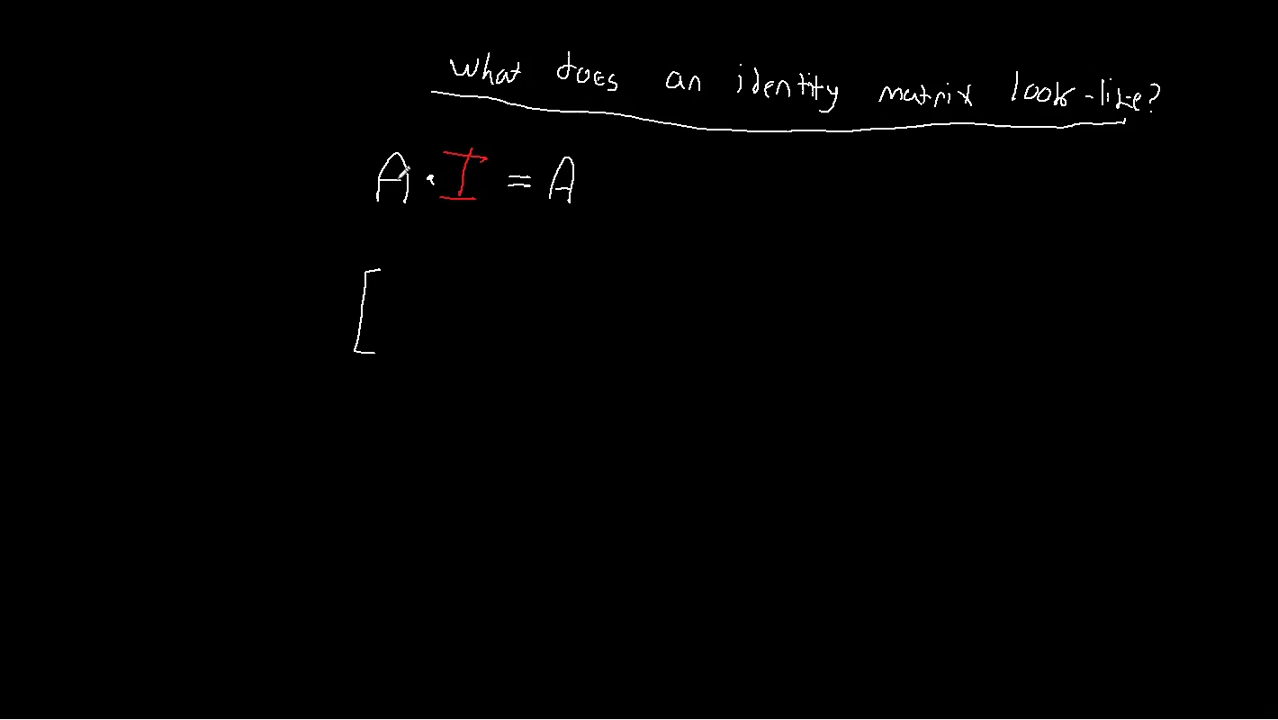 what does an identity matrix look-like?
A · I = A
[